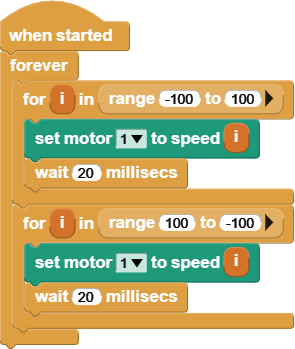 when started
forever
for i in range -100 to 100
set motor 1 to speed i
wait 20 millisecs
for i in range 100 to -100
set motor 1 to speed i
wait 20 millisecs